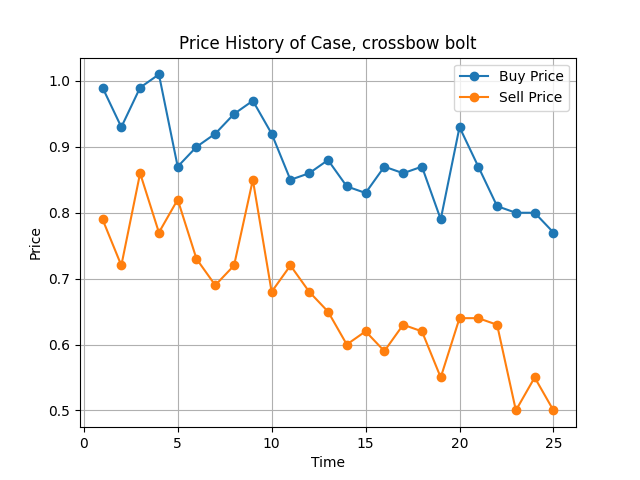 Price History of Case, crossbow bolt
Buy Price
Sell Price
Price
1.0
0.9
0.8
0.7
0.6
0.5
0 5 10 15 20 25
Time